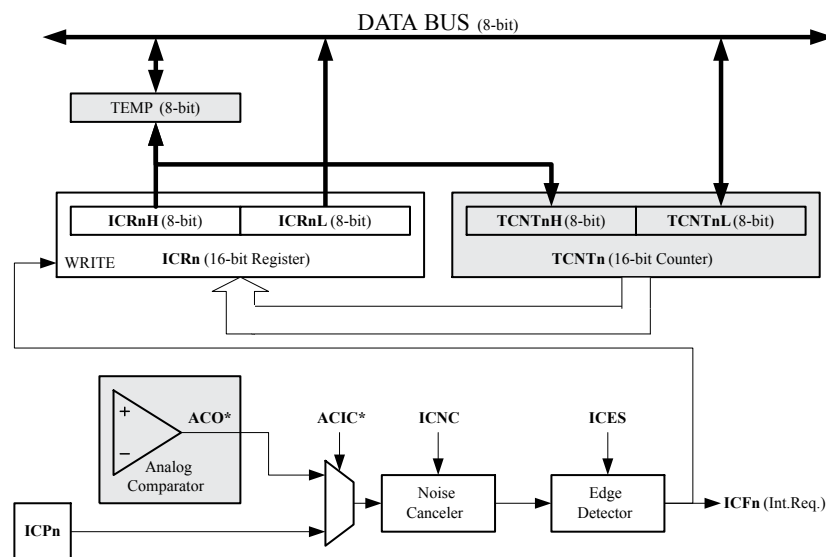 DATA BUS (8-bit)
TEMP (8-bit)
ICRnH (8-bit) ICRnL (8-bit) TCNTnH (8-bit) TCNTnL (8-bit)
WRITE ICRn (16-bit Register) TCNTn (16-bit Counter)
+ ACO* ACIC* ICNC ICES
−
Analog
Comparator
Noise
Canceler
Edge
Detector
ICFn (Int.Req.)
ICPn